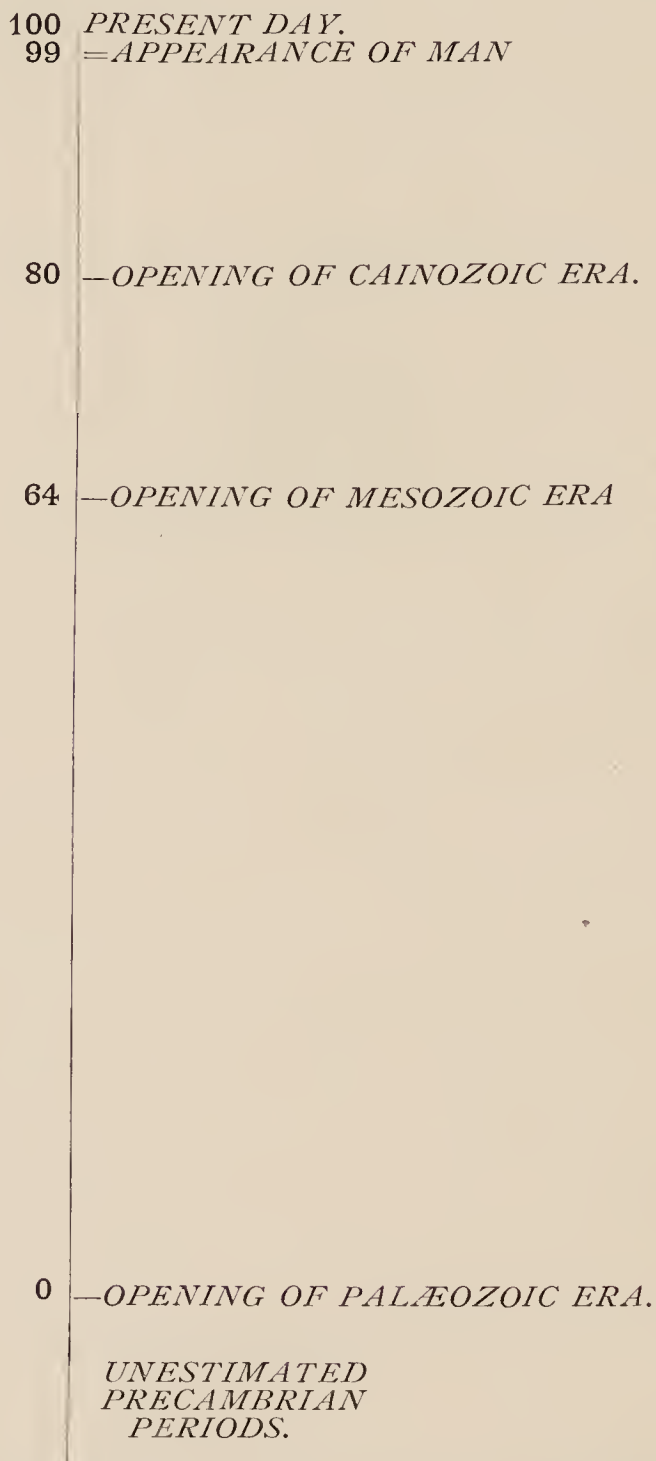 100 PRESENT DAY.
99 =APPEARANCE OF MAN
80 —OPENING OF CAINOZOIC ERA.
64 —OPENING OF MESOZOIC ERA
0 —OPENING OF PALÆOZOIC ERA.
UNESTIMATED
PRECAMBRIAN
PERIODS.